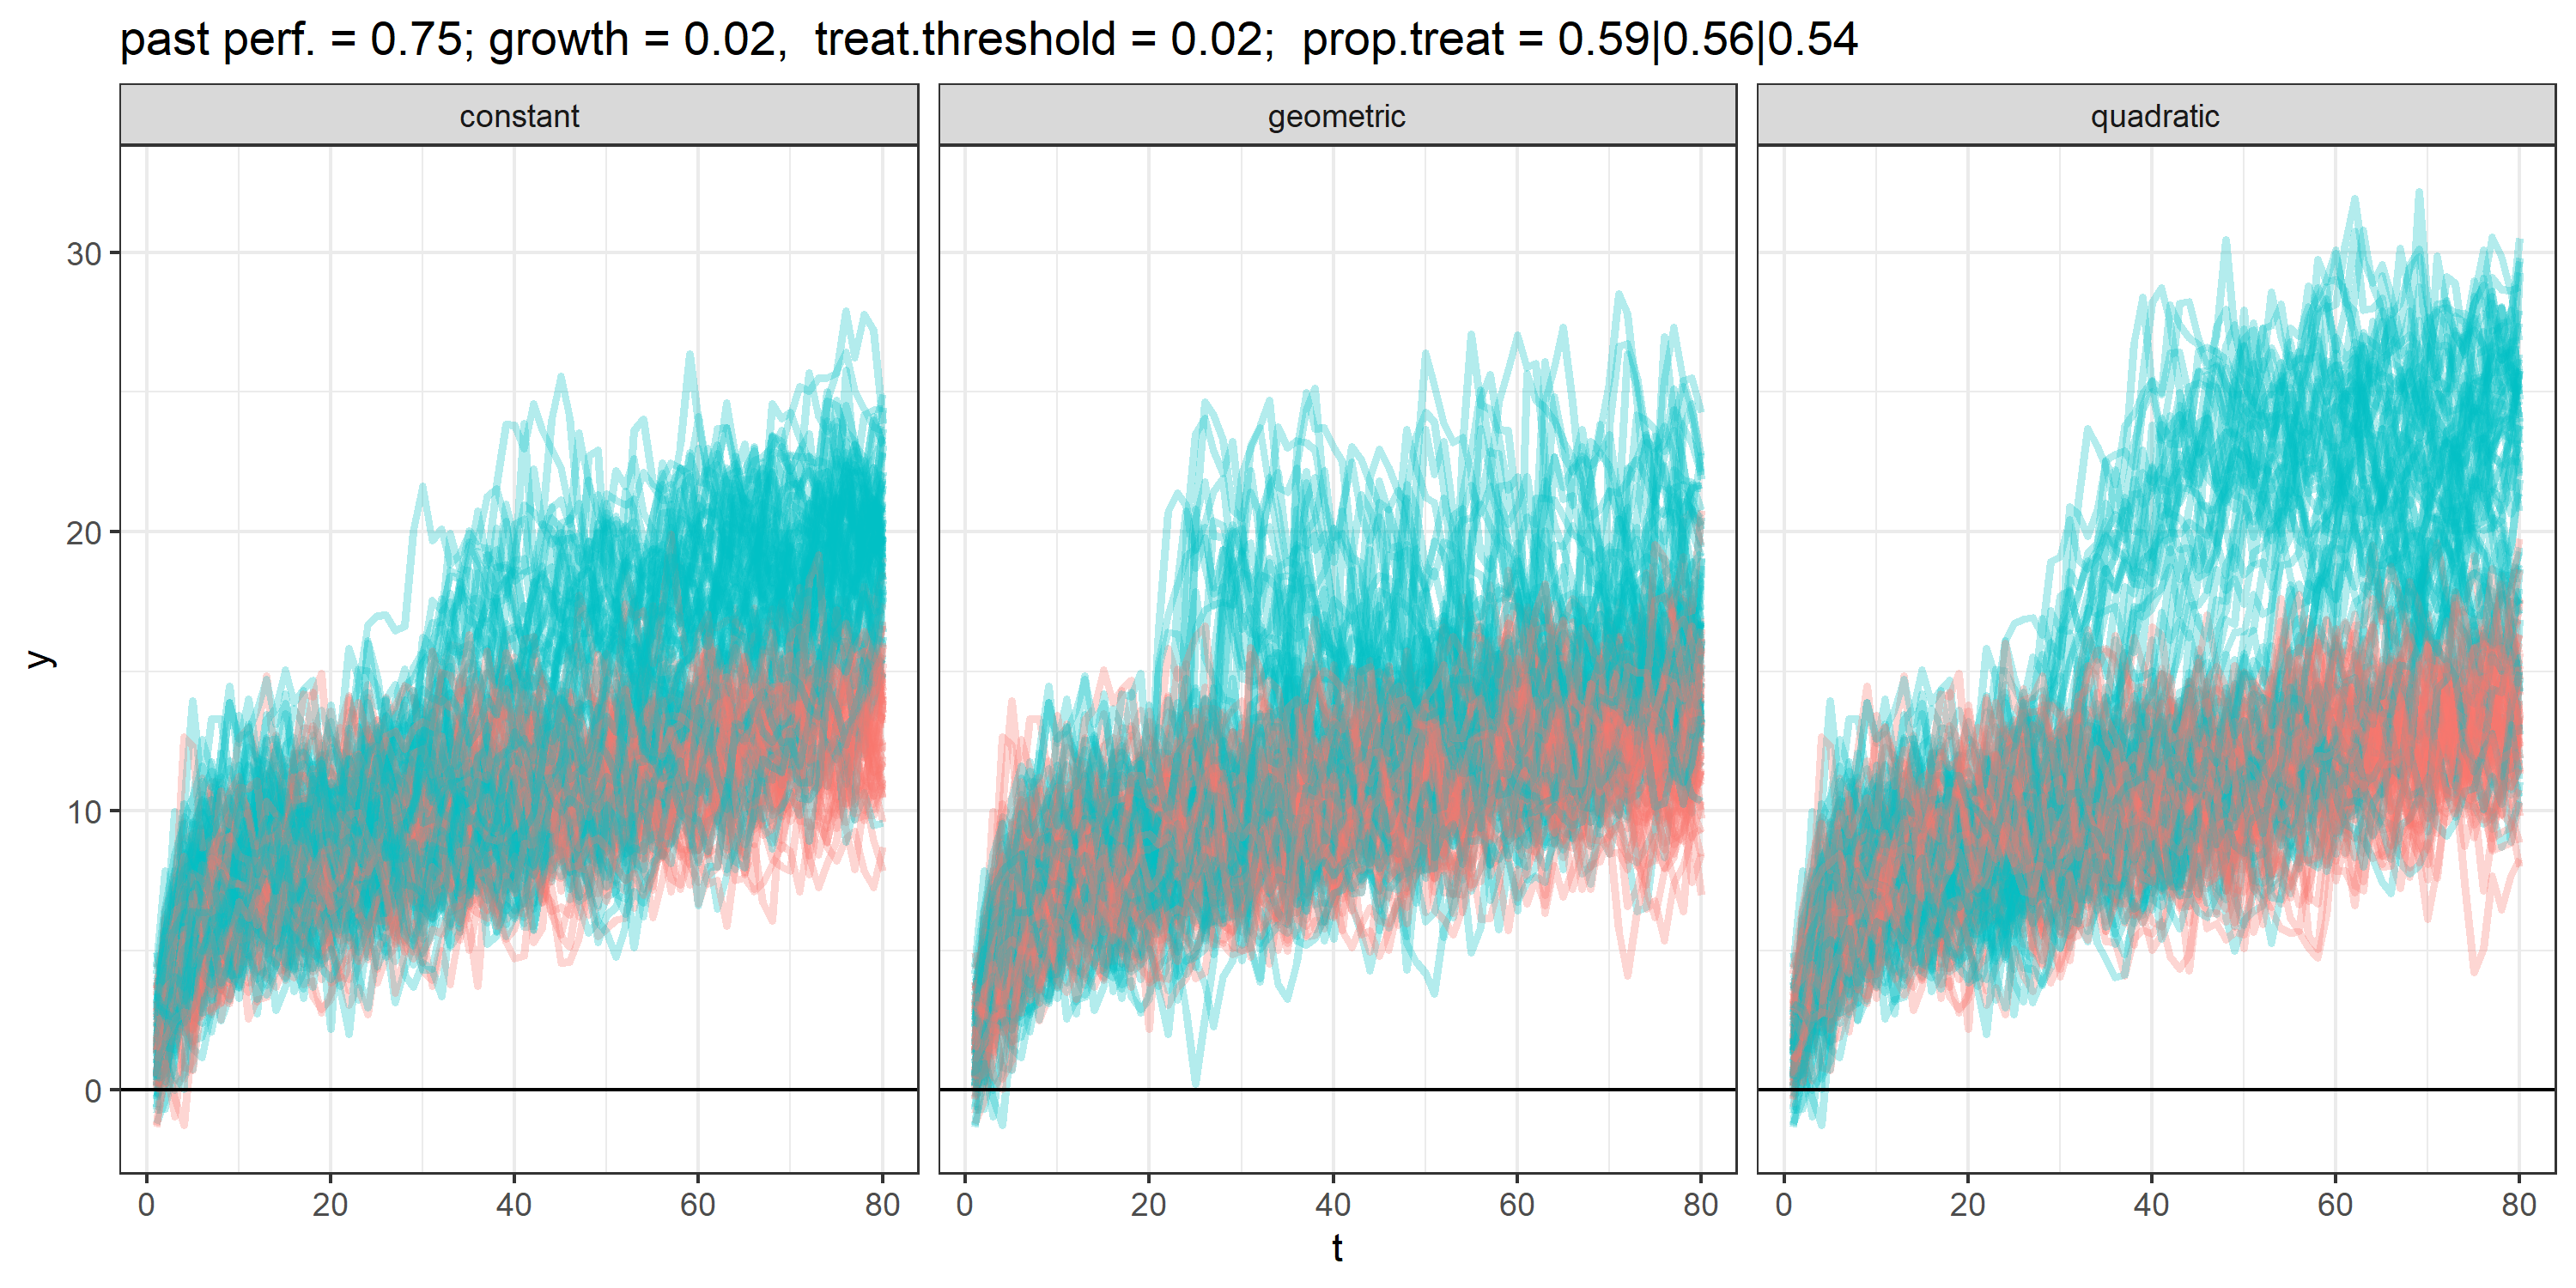 past perf. = 0.75; growth = 0.02,  treat.threshold = 0.02;  prop.treat = 0.59|0.56|0.54
constant geometric quadratic
30
20
10
0
y
0 20 40 60 80 0 20 40 60 80 0 20 40 60 80
t